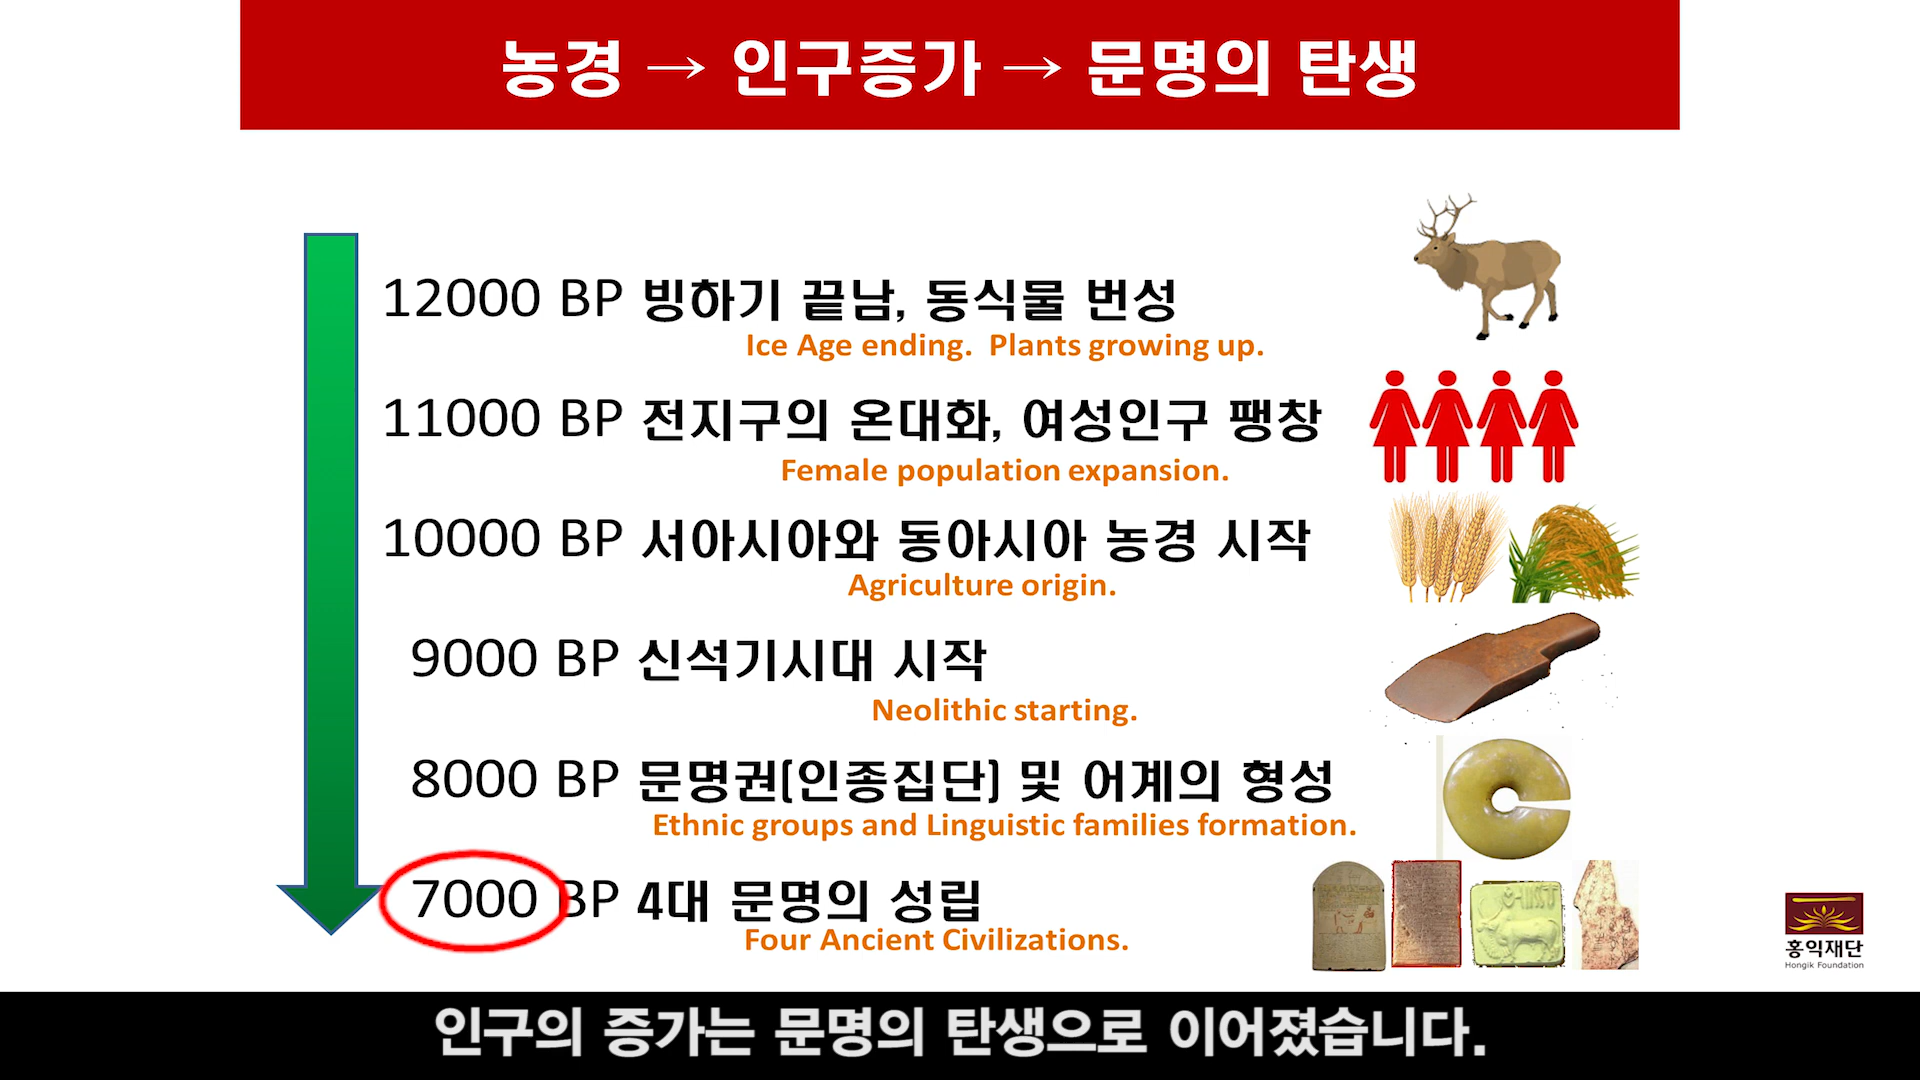 농경 → 인구증가 → 문명의 탄생
12000 BP 빙하기 끝남, 동식물 번성
Ice Age ending. Plants growing up.
11000 BP 전지구의 온대화, 여성인구 팽창
Female population expansion.
10000 BP 서아시아와 동아시아 농경 시작
Agriculture origin.
9000 BP 신석기시대 시작
Neolithic starting.
8000 BP 문명권(인종집단) 및 어계의 형성
Ethnic groups and Linguistic families formation.
7000 BP 4대 문명의 성립
Four Ancient Civilizations.
홍익재단
Hongik Foundation
인구의 증가는 문명의 탄생으로 이어졌습니다.